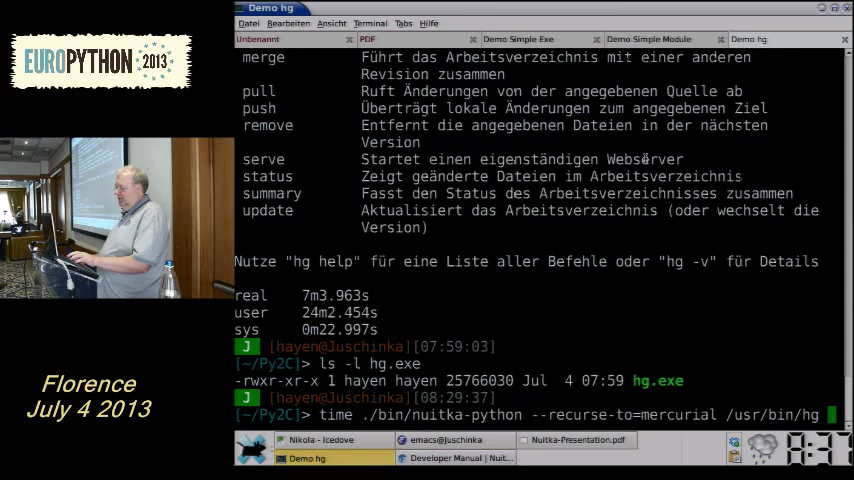 EUROPYTHON 2013
Florence
July 4 2013
Demo hg
Datei Bearbeiten Ansicht Terminal Tabs Hilfe
Unbenannt PDF Demo Simple Exe Demo Simple Module Demo hg
merge Führt das Arbeitsverzeichnis mit einer anderen
Revision zusammen
pull Ruft Änderungen von der angegebenen Quelle ab
push Überträgt lokale Änderungen zum angegebenen Ziel
remove Entfernt die angegebenen Dateien in der nächsten
Version
serve Startet einen eigenständigen Webserver
status Zeigt geänderte Dateien im Arbeitsverzeichnis
summary Fasst den Status des Arbeitsverzeichnisses zusammen
update Aktualisiert das Arbeitsverzeichnis (oder wechselt die
Version)
Nutze "hg help" für eine Liste aller Befehle oder "hg -v" für Details
real 7m3.963s
user 24m2.454s
sys 0m22.997s
J [hayen@Juschinka][07:59:03]
[~/Py2C]> ls -l hg.exe
-rwxr-xr-x 1 hayen hayen 25766030 Jul 4 07:59 hg.exe
J [hayen@Juschinka][08:29:37]
[~/Py2C]> time ./bin/nuitka-python --recurse-to=mercurial /usr/bin/hg
Nikola - Icedove emacs@Juschinka Nuitka-Presentation.pdf
Demo hg Developer Manual | Nuit...